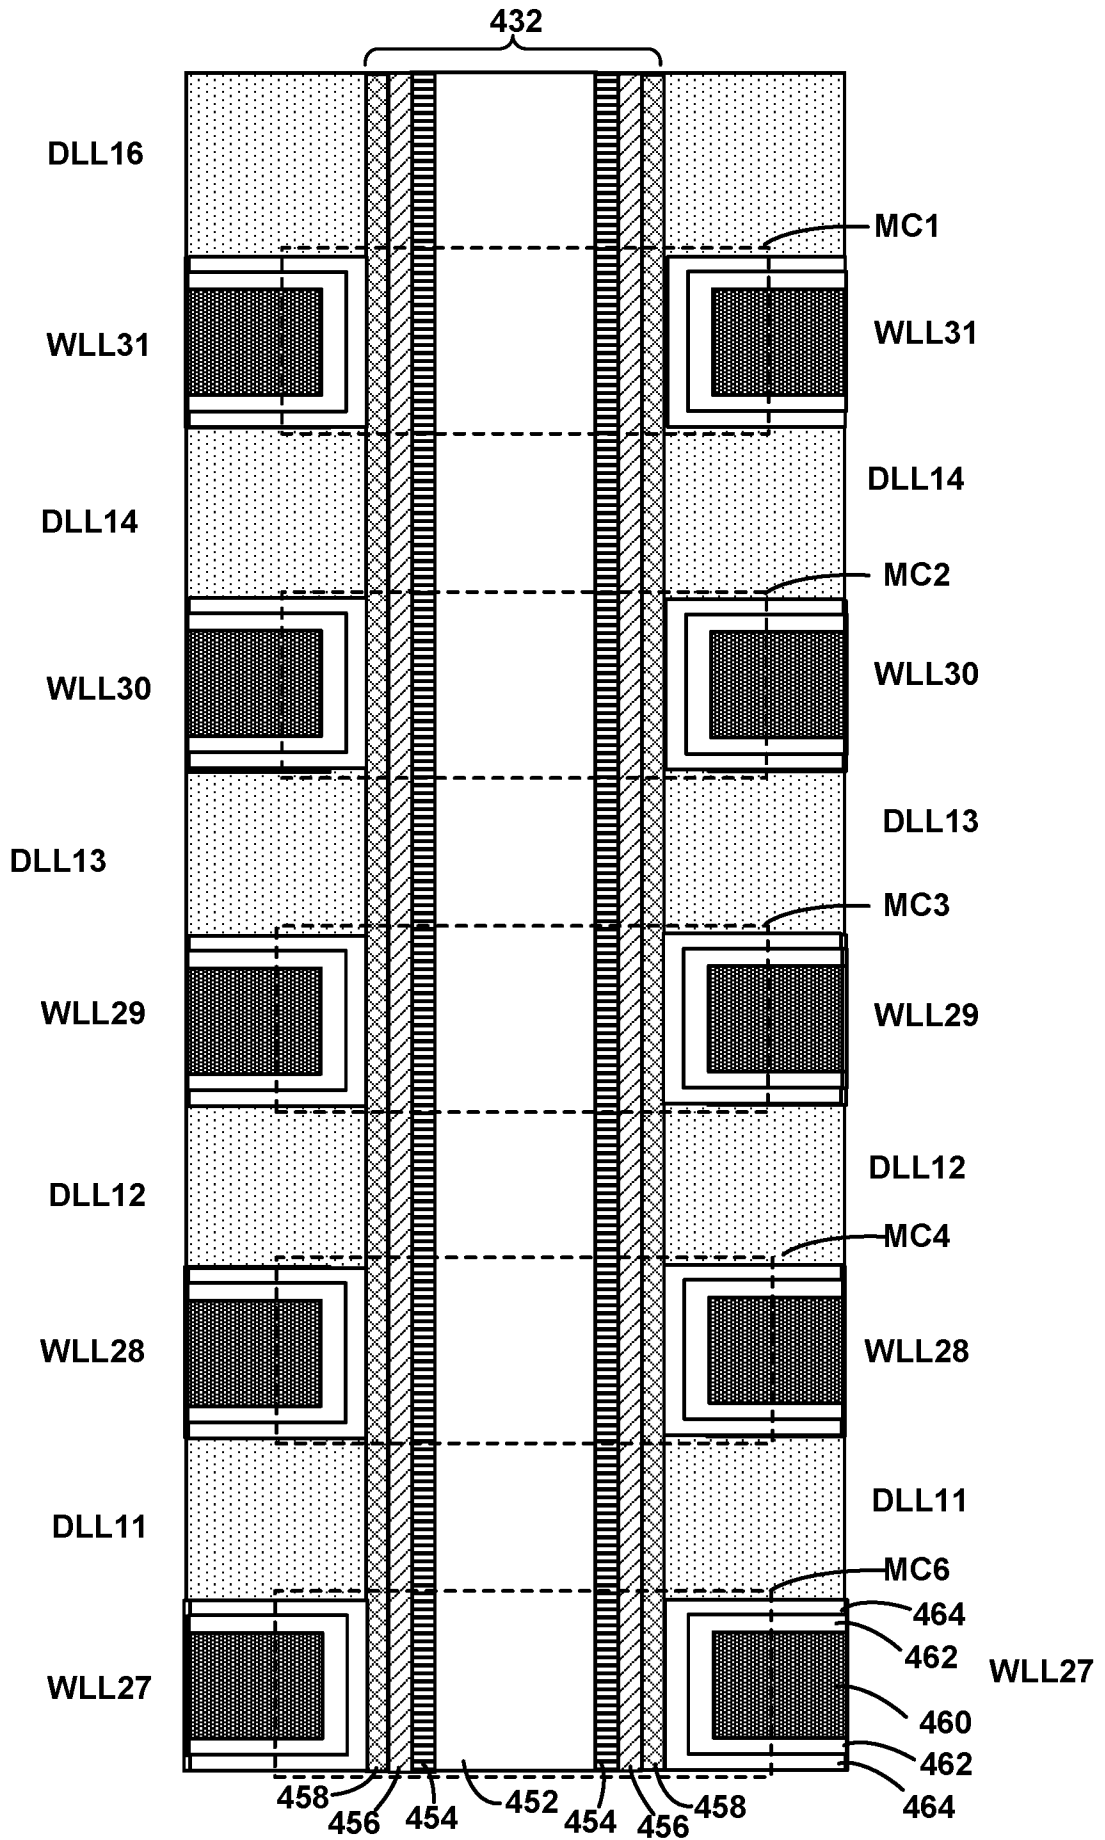 432
DLL16
MC1
WLL31 WLL31
DLL14
DLL14
MC2
WLL30 WLL30
DLL13
DLL13
MC3
WLL29 WLL29
DLL12
DLL12
MC4
WLL28 WLL28
DLL11
DLL11
MC6
464
462
WLL27
WLL27
460
462
464
458 456 454 452 454 456 458